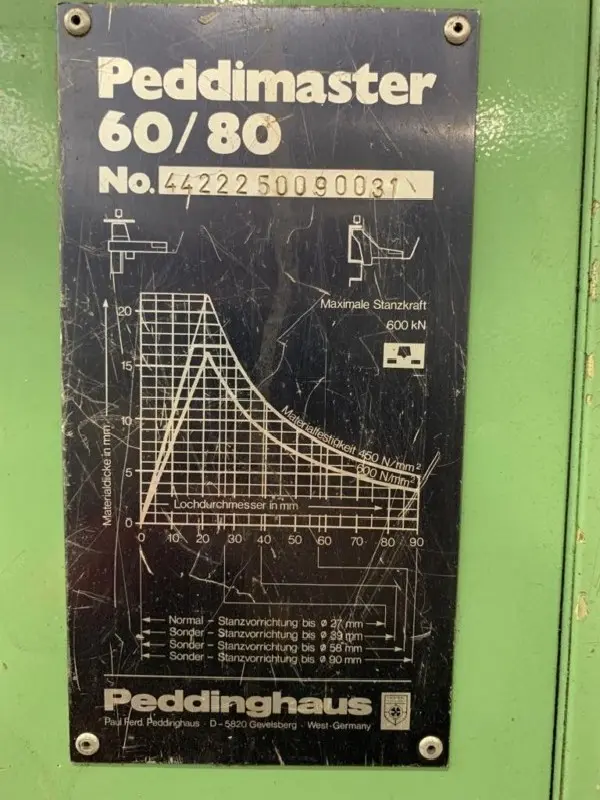 Peddimaster
60/80
No. 4422250090031
Maximale Stanzkraft
600 kN
20
15
10
5
0
Materialdicke in mm
Materialfestigkeit 450 N/mm²
600 N/mm²
Lochdurchmesser in mm
0 10 20 30 40 50 60 70 80 90
Normal - Stanzvorrichtung bis ø 27 mm
Sonder - Stanzvorrichtung bis ø 39 mm
Sonder - Stanzvorrichtung bis ø 58 mm
Sonder - Stanzvorrichtung bis ø 90 mm
Peddinghaus
Paul Ferd. Peddinghaus · D-5820 Gevelsberg · West-Germany